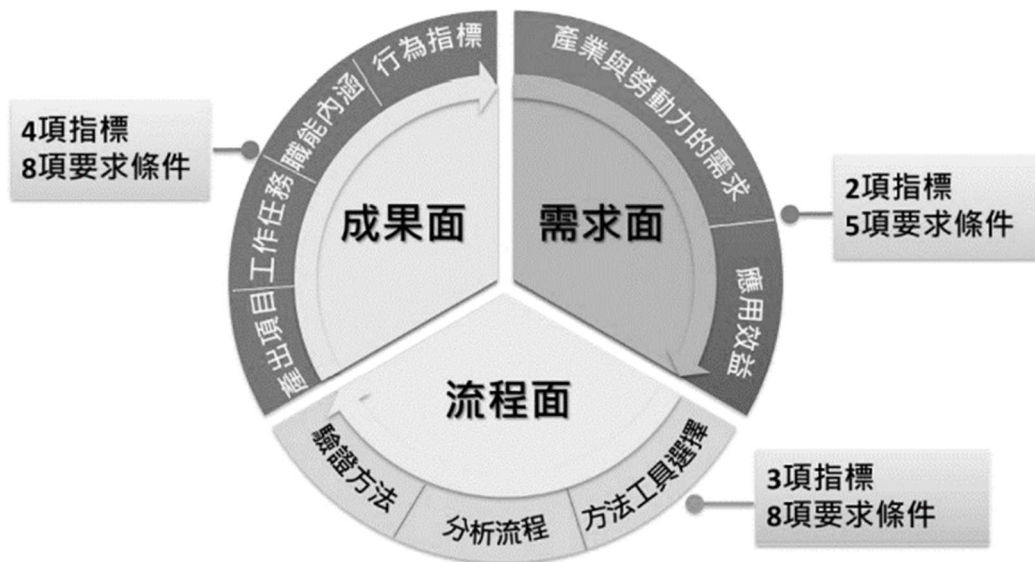 行為指標
職能內涵
工作任務
產出項目
4項指標
8項要求條件
成果面
產業與勞動力的需求
應用效益
2項指標
5項要求條件
需求面
流程面
驗證方法
分析流程
方法工具選擇
3項指標
8項要求條件